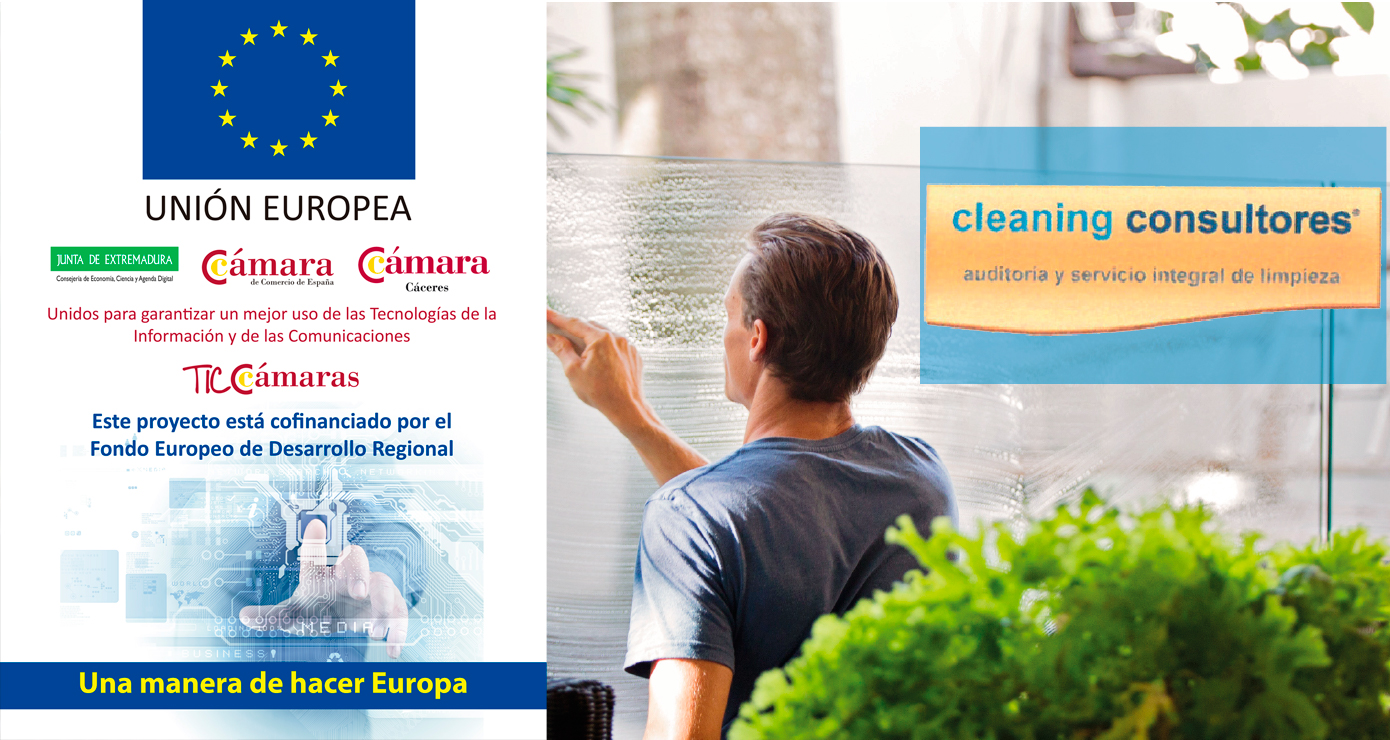 UNIÓN EUROPEA
JUNTA DE EXTREMADURA
Consejería de Economía, Ciencia y Agenda Digital
Cámara
de Comercio de España
Cámara
Cáceres
Unidos para garantizar un mejor uso de las Tecnologías de la
Información y de las Comunicaciones
TICCámaras
Este proyecto está cofinanciado por el
Fondo Europeo de Desarrollo Regional
NETW
WORLD
MEDIA
BUSINESS!
Una manera de hacer Europa
cleaning consultores®
auditoria y servicio integral de limpieza